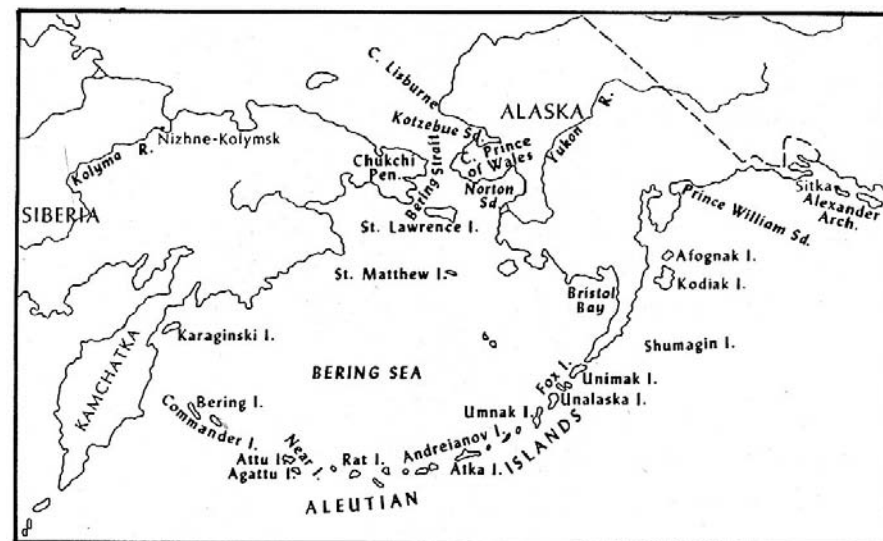 C. Lisburne
ALASKA
Kotzebue Sd.
Yukon R.
Nizhne-Kolymsk
Kolyma R.
C. Prince
of Wales
Chukchi
Pen.
Bering Strait
Norton
Sd.
Sitka
Alexander
Arch.
Prince William Sd.
SIBERIA
St. Lawrence I.
Afognak I.
St. Matthew I.
Kodiak I.
Bristol
Bay
Karaginski I.
Shumagin I.
KAMCHATKA
BERING SEA
Unimak I.
Fox I.
Unalaska I.
Bering I.
Commander I.
Umnak I.
Near I.
Andreianov I.
Attu I.
Rat I.
Agattu I.
Atka I.
ALEUTIAN
ISLANDS